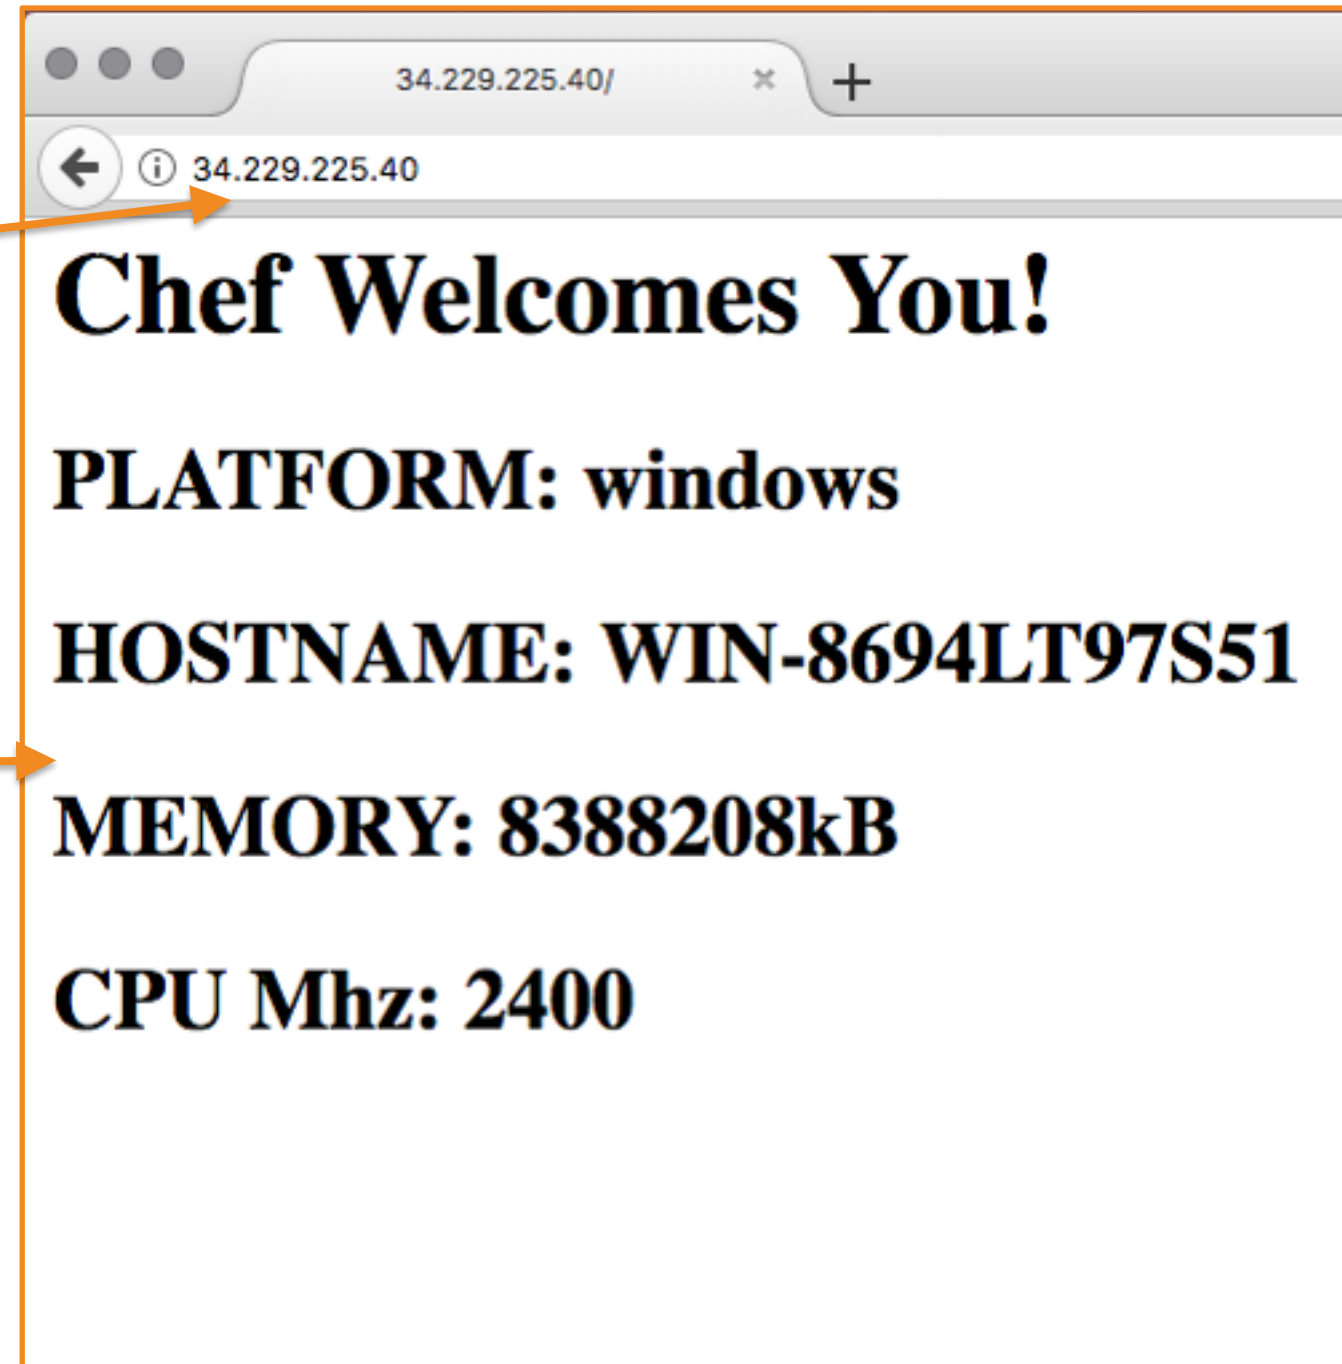 34.229.225.40/
34.229.225.40
Chef Welcomes You!
PLATFORM: windows
HOSTNAME: WIN-8694LT97S51
MEMORY: 8388208kB
CPU Mhz: 2400